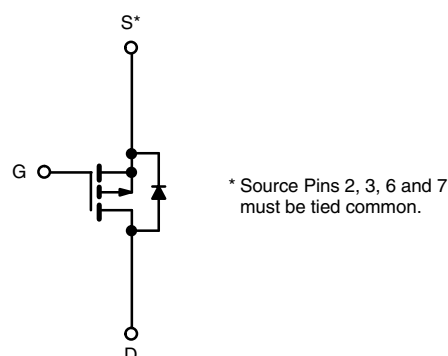 S*
G
* Source Pins 2, 3, 6 and 7
must be tied common.
D